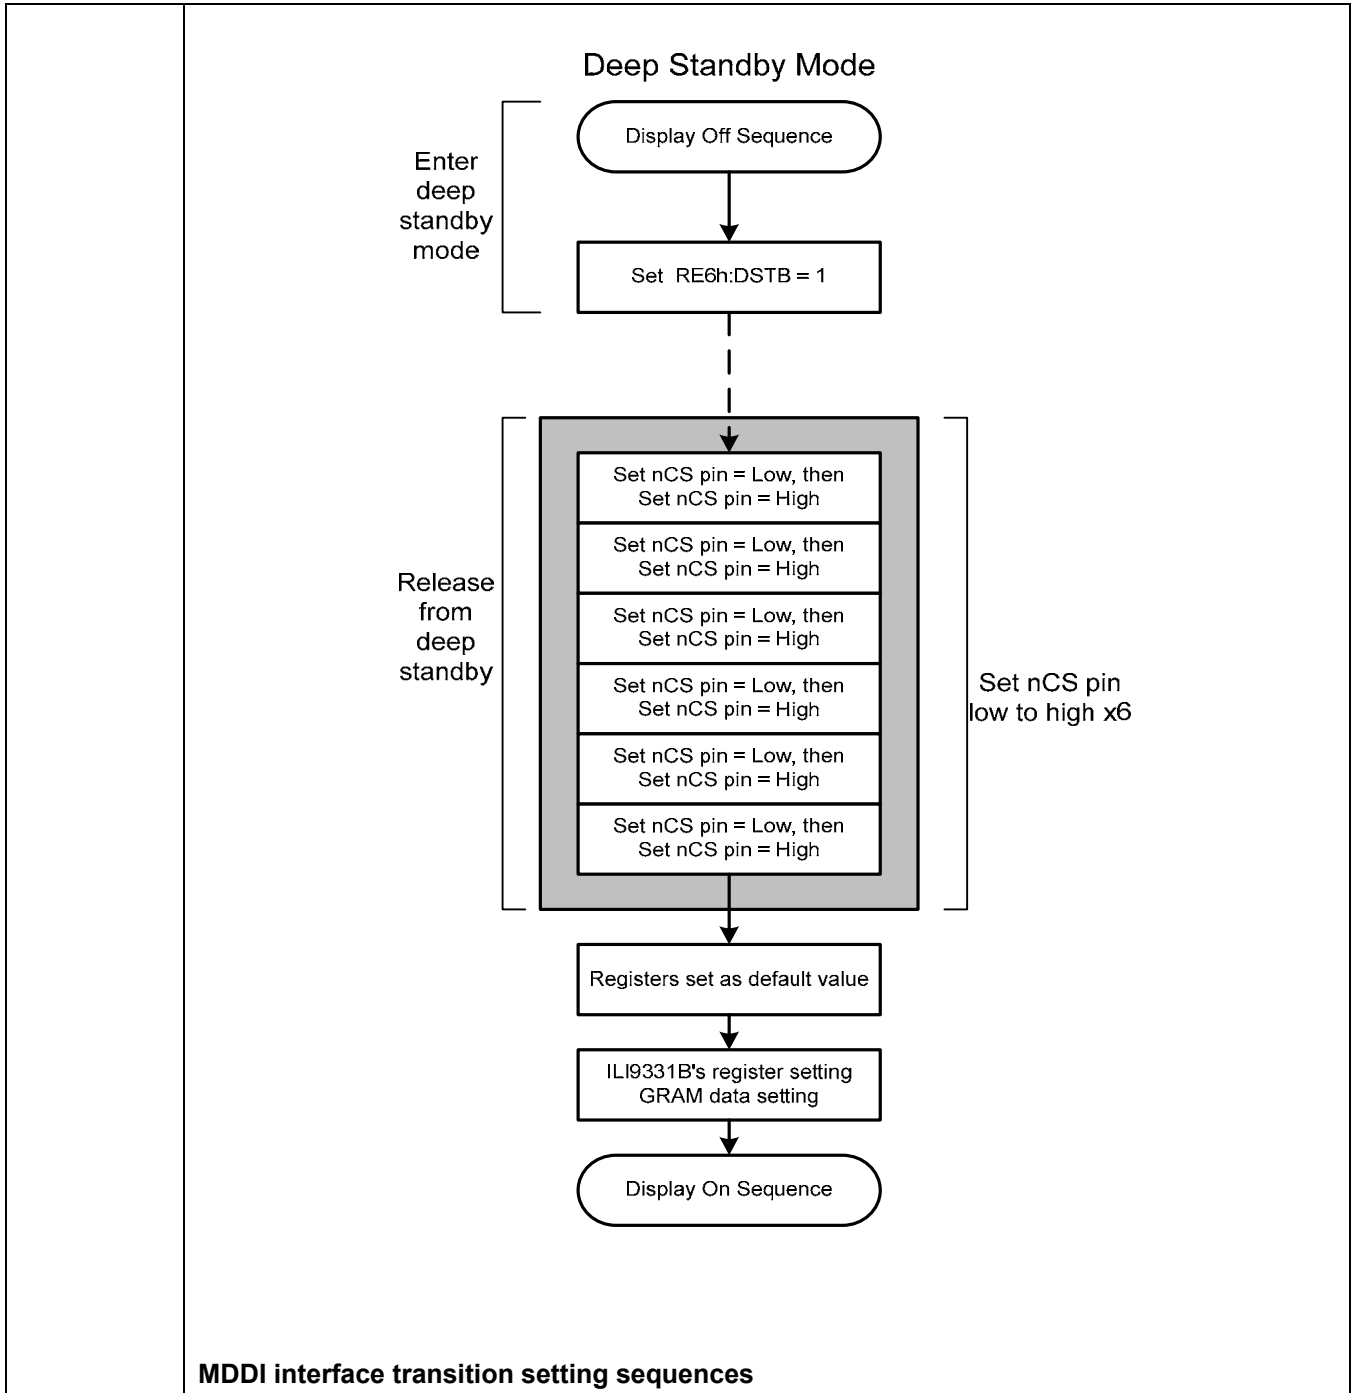 Deep Standby Mode
Enter
deep
standby
mode
Display Off Sequence
Set RE6h:DSTB = 1
Release
from
deep
standby
Set nCS pin = Low, then
Set nCS pin = High
Set nCS pin = Low, then
Set nCS pin = High
Set nCS pin = Low, then
Set nCS pin = High
Set nCS pin = Low, then
Set nCS pin = High
Set nCS pin = Low, then
Set nCS pin = High
Set nCS pin = Low, then
Set nCS pin = High
Set nCS pin
low to high x6
Registers set as default value
ILI9331B's register setting
GRAM data setting
Display On Sequence
MDDI interface transition setting sequences